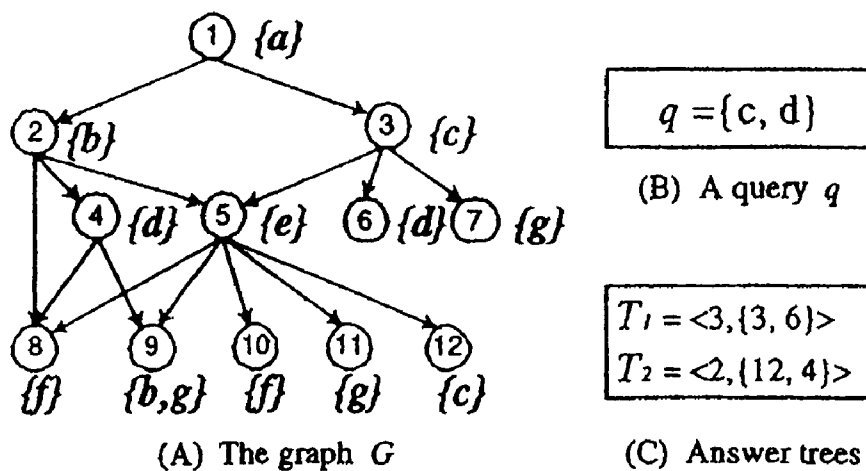 1 {a}
2 {b}
3 {c}
q = {c, d}
(B) A query q
4 {d}
5 {e}
6 {d}
7 {g}
8
9
10
11
12
{f}
{b,g}
{f}
{g}
{c}
T1 = <3,{3, 6}>
T2 = <2,{12, 4}>
(A) The graph G
(C) Answer trees